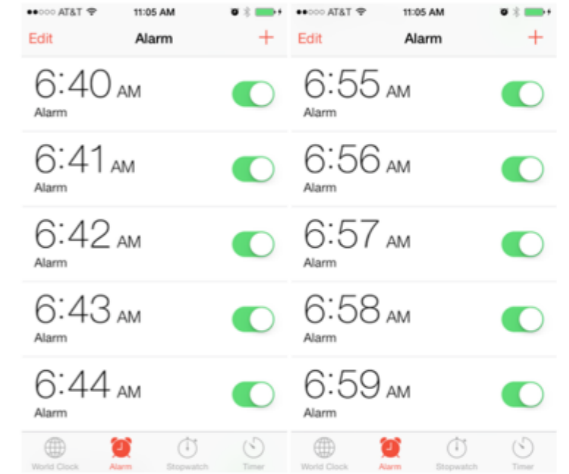 AT&T 11:05 AM
Edit Alarm +
6:40 AM
Alarm
6:41 AM
Alarm
6:42 AM
Alarm
6:43 AM
Alarm
6:44 AM
Alarm
World Clock Alarm Stopwatch Timer
AT&T 11:05 AM
Edit Alarm +
6:55 AM
Alarm
6:56 AM
Alarm
6:57 AM
Alarm
6:58 AM
Alarm
6:59 AM
Alarm
World Clock Alarm Stopwatch Timer